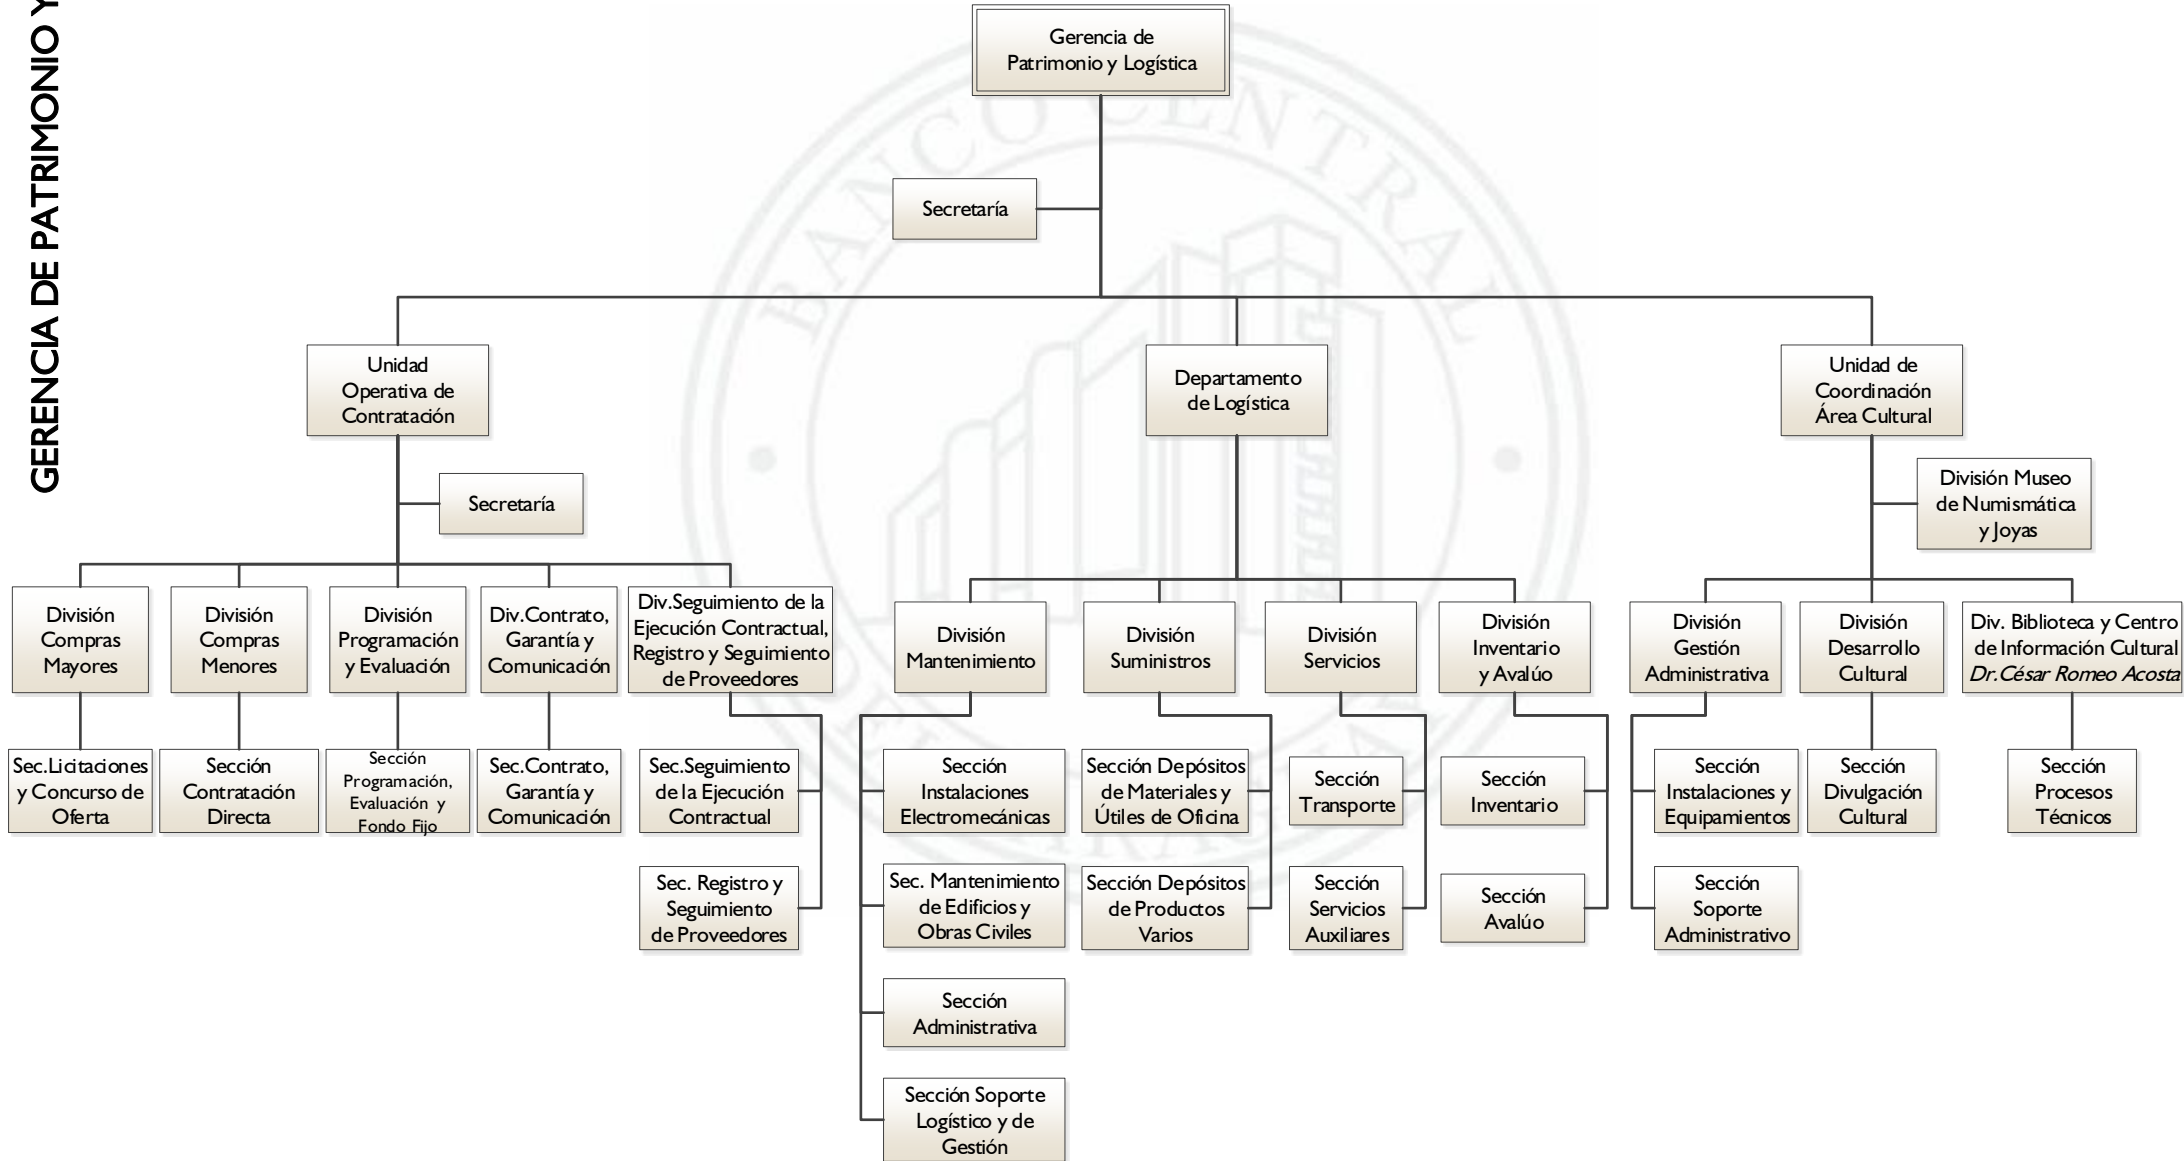 GERENCIA DE PATRIMONIO Y
BANCO CENTRAL
Gerencia de
Patrimonio y Logística
Secretaría
Unidad
Operativa de
Contratación
Departamento
de Logística
Unidad de
Coordinación
Área Cultural
Secretaría
División Museo
de Numismática
y Joyas
División
Compras
Mayores
División
Compras
Menores
División
Programación
y Evaluación
Div.Contrato,
Garantía y
Comunicación
Div.Seguimiento de la
Ejecución Contractual,
Registro y Seguimiento
de Proveedores
División
Mantenimiento
División
Suministros
División
Servicios
División
Inventario
y Avalúo
División
Gestión
Administrativa
División
Desarrollo
Cultural
Div. Biblioteca y Centro
de Información Cultural
Dr.César Romeo Acosta
Sec.Licitaciones
y Concurso de
Oferta
Sección
Contratación
Directa
Sección
Programación,
Evaluación y
Fondo Fijo
Sec.Contrato,
Garantía y
Comunicación
Sec.Seguimiento
de la Ejecución
Contractual
Sección
Instalaciones
Electromecánicas
Sección Depósitos
de Materiales y
Útiles de Oficina
Sección
Transporte
Sección
Inventario
Sección
Instalaciones y
Equipamientos
Sección
Divulgación
Cultural
Sección
Procesos
Técnicos
Sec. Registro y
Seguimiento
de Proveedores
Sec. Mantenimiento
de Edificios y
Obras Civiles
Sección Depósitos
de Productos
Varios
Sección
Servicios
Auxiliares
Sección
Avalúo
Sección
Soporte
Administrativo
Sección
Administrativa
Sección Soporte
Logístico y de
Gestión